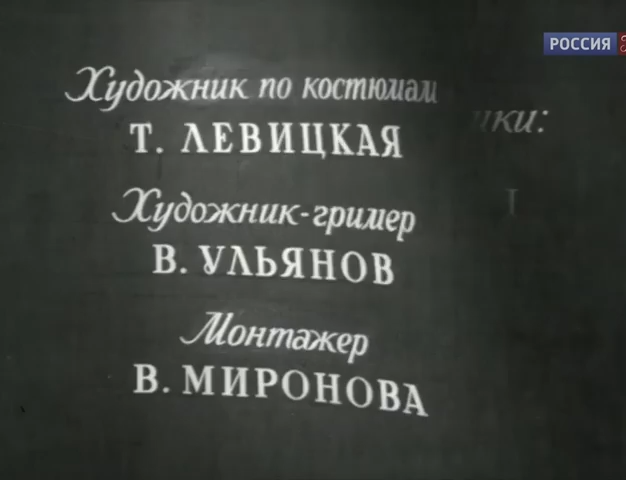 РОССИЯ
Художник по костюмам
Т. ЛЕВИЦКАЯ
Художник-гример
В. УЛЬЯНОВ
Монтажер
В. МИРОНОВА